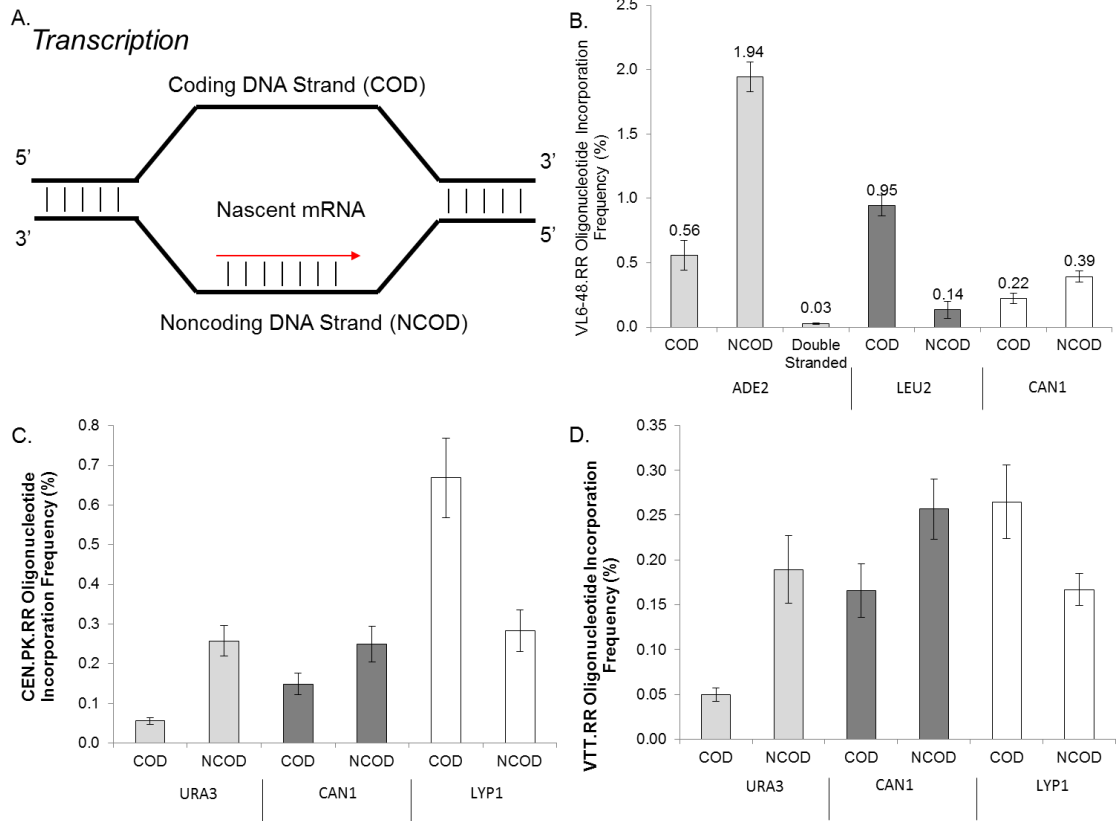 A.
Transcription
Coding DNA Strand (COD)
5’
3’
Nascent mRNA
3’
5’
Noncoding DNA Strand (NCOD)
B.
VL6-48.RR Oligonucleotide Incorporation
Frequency (%)
2.5
2.0
1.5
1.0
0.5
0.0
0.56
1.94
0.03
0.95
0.14
0.22
0.39
COD
NCOD
Double
Stranded
COD
NCOD
COD
NCOD
ADE2
LEU2
CAN1
C.
CEN.PK.RR Oligonucleotide
Incorporation Frequency (%)
0.8
0.7
0.6
0.5
0.4
0.3
0.2
0.1
0.0
COD
NCOD
COD
NCOD
COD
NCOD
URA3
CAN1
LYP1
D.
VTT.RR Oligonucleotide Incorporation
Frequency (%)
0.35
0.30
0.25
0.20
0.15
0.10
0.05
0.00
COD
NCOD
COD
NCOD
COD
NCOD
URA3
CAN1
LYP1